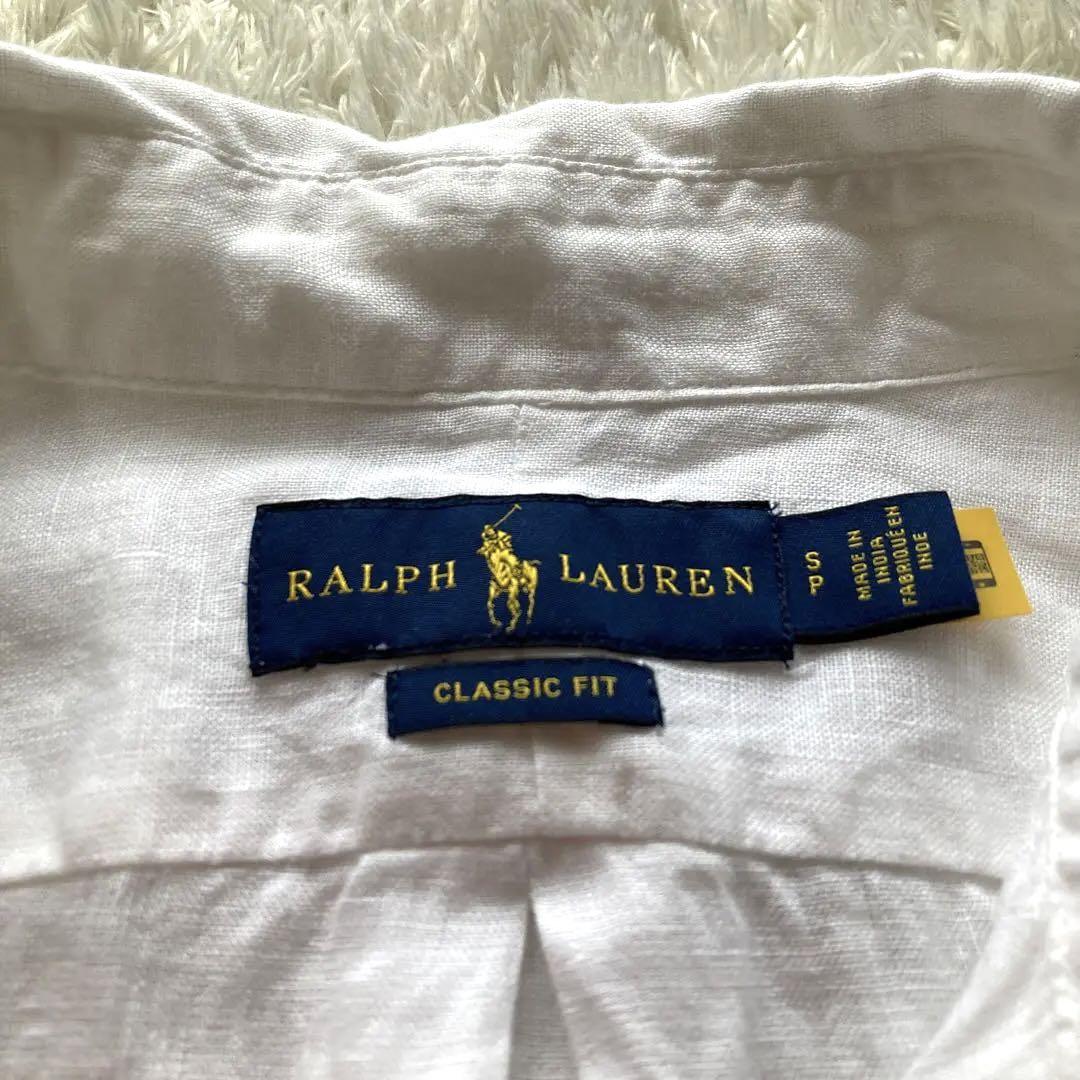 RALPH LAUREN
CLASSIC FIT
S
P
MADE IN
INDIA
FABRIQUÉ EN
INDE